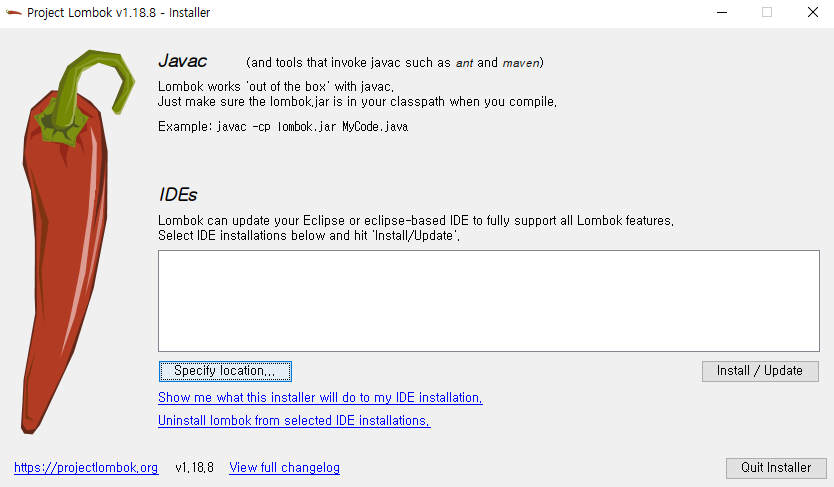 Project Lombok v1.18.8 - Installer
Javac (and tools that invoke javac such as ant and maven)
Lombok works 'out of the box' with javac.
Just make sure the lombok.jar is in your classpath when you compile.
Example: javac -cp lombok.jar MyCode.java
IDEs
Lombok can update your Eclipse or eclipse-based IDE to fully support all Lombok features.
Select IDE installations below and hit 'Install/Update'.
Specify location... Install / Update
Show me what this installer will do to my IDE installation.
Uninstall lombok from selected IDE installations.
https://projectlombok.org v1.18.8 View full changelog Quit Installer